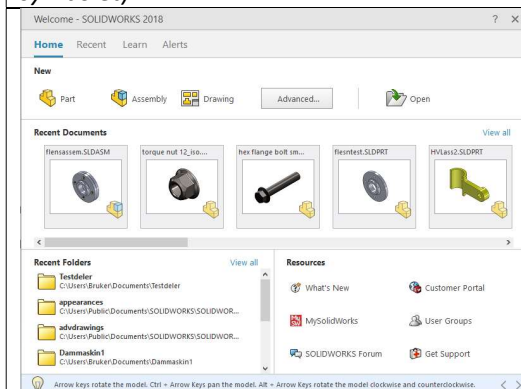 Welcome - SOLIDWORKS 2018
? ×
Home Recent Learn Alerts
New
Part Assembly Drawing Advanced... Open
Recent Documents View all
flensassem.SLDASM torque nut 12_iso.... hex flange bolt sm... flesntest.SLDPRT HVLass2.SLDPRT
Recent Folders View all Resources
Testdeler
C:\Users\Bruker\Documents\Testdeler
appearances
C:\Users\Public\Documents\SOLIDWORKS\SOLIDWOR...
advdrawings
C:\Users\Public\Documents\SOLIDWORKS\SOLIDWOR...
Dammaskin1
C:\Users\Bruker\Documents\Dammaskin1
What's New Customer Portal
MySolidWorks User Groups
SOLIDWORKS Forum Get Support
Arrow keys rotate the model. Ctrl + Arrow Keys pan the model. Alt + Arrow Keys rotate the model clockwise and counterclockwise.